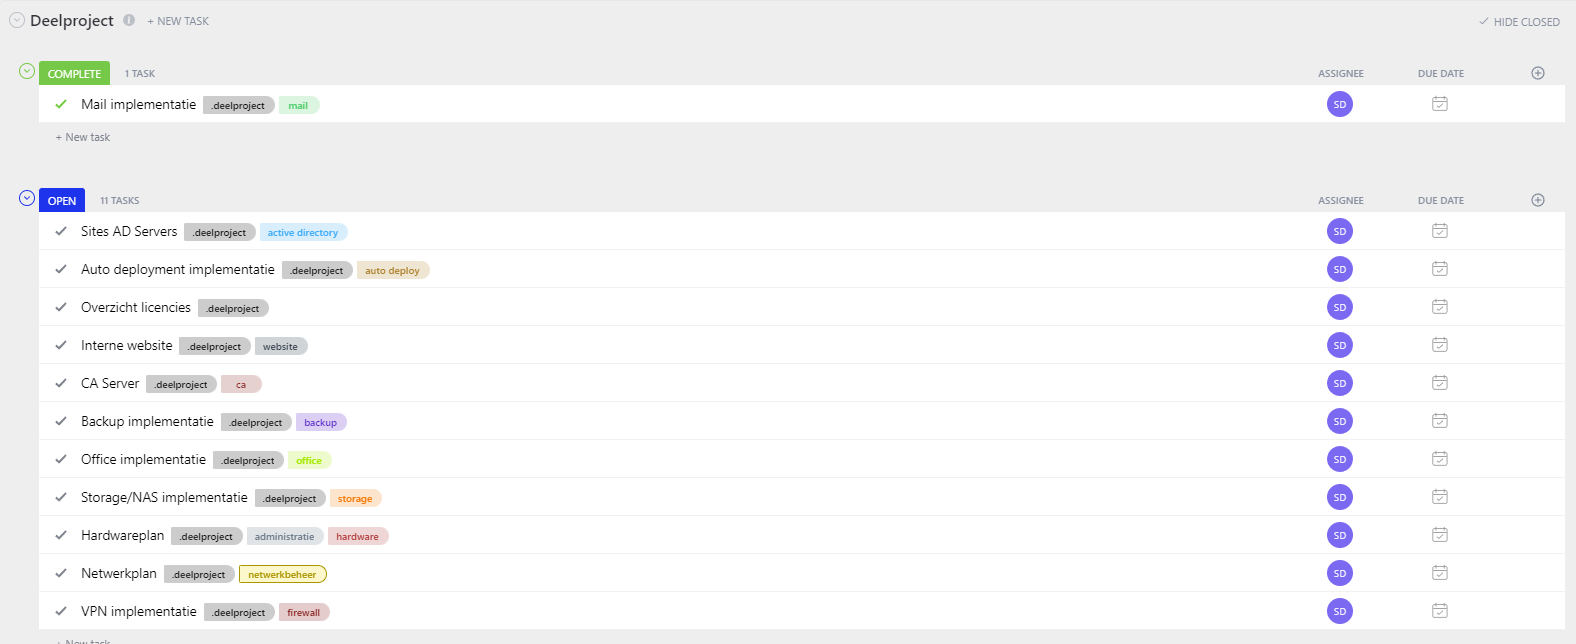 Deelproject i + NEW TASK HIDE CLOSED
COMPLETE 1 TASK ASSIGNEE DUE DATE
Mail implementatie .deelproject mail SD
+ New task
OPEN 11 TASKS ASSIGNEE DUE DATE
Sites AD Servers .deelproject active directory SD
Auto deployment implementatie .deelproject auto deploy SD
Overzicht licencies .deelproject SD
Interne website .deelproject website SD
CA Server .deelproject ca SD
Backup implementatie .deelproject backup SD
Office implementatie .deelproject office SD
Storage/NAS implementatie .deelproject storage SD
Hardwareplan .deelproject administratie hardware SD
Netwerkplan .deelproject netwerkbeheer SD
VPN implementatie .deelproject firewall SD
+ New task